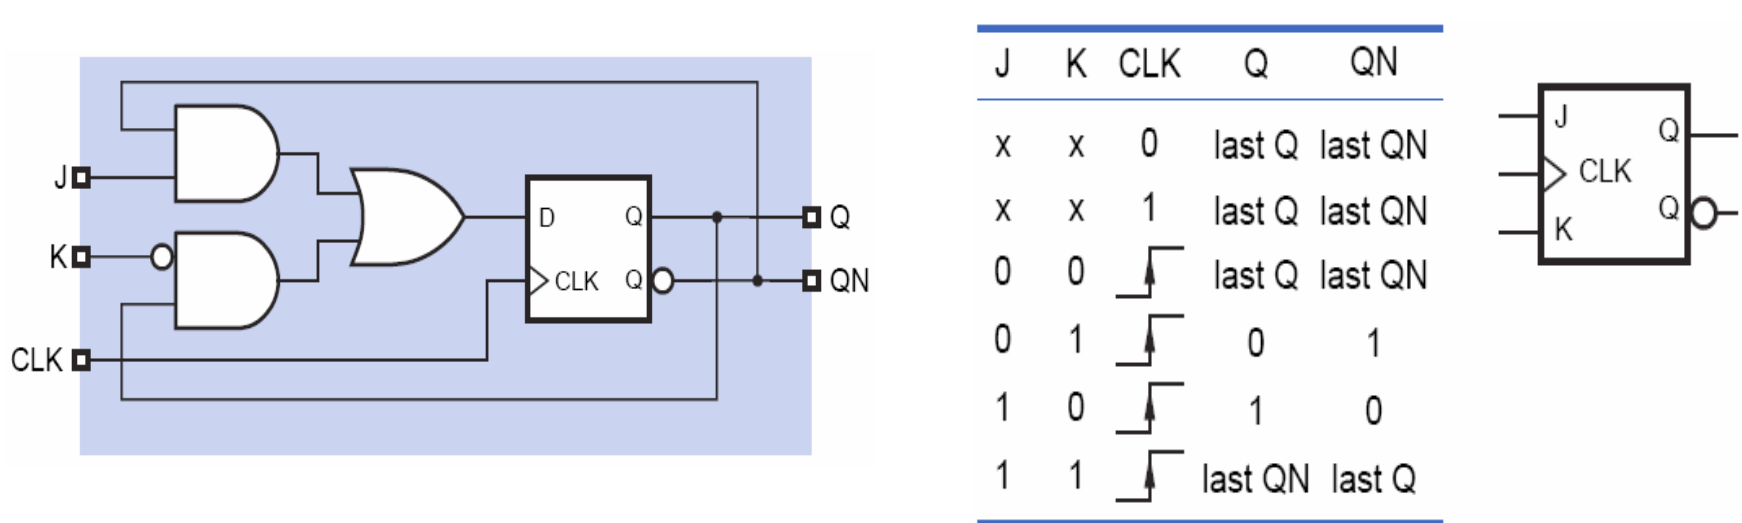 J
K
CLK
D
Q
CLK
Q
Q
QN
J K CLK Q QN
x x 0 last Q last QN
x x 1 last Q last QN
0 0 last Q last QN
0 1 0 1
1 0 1 0
1 1 last QN last Q
J
Q
CLK
Q
K